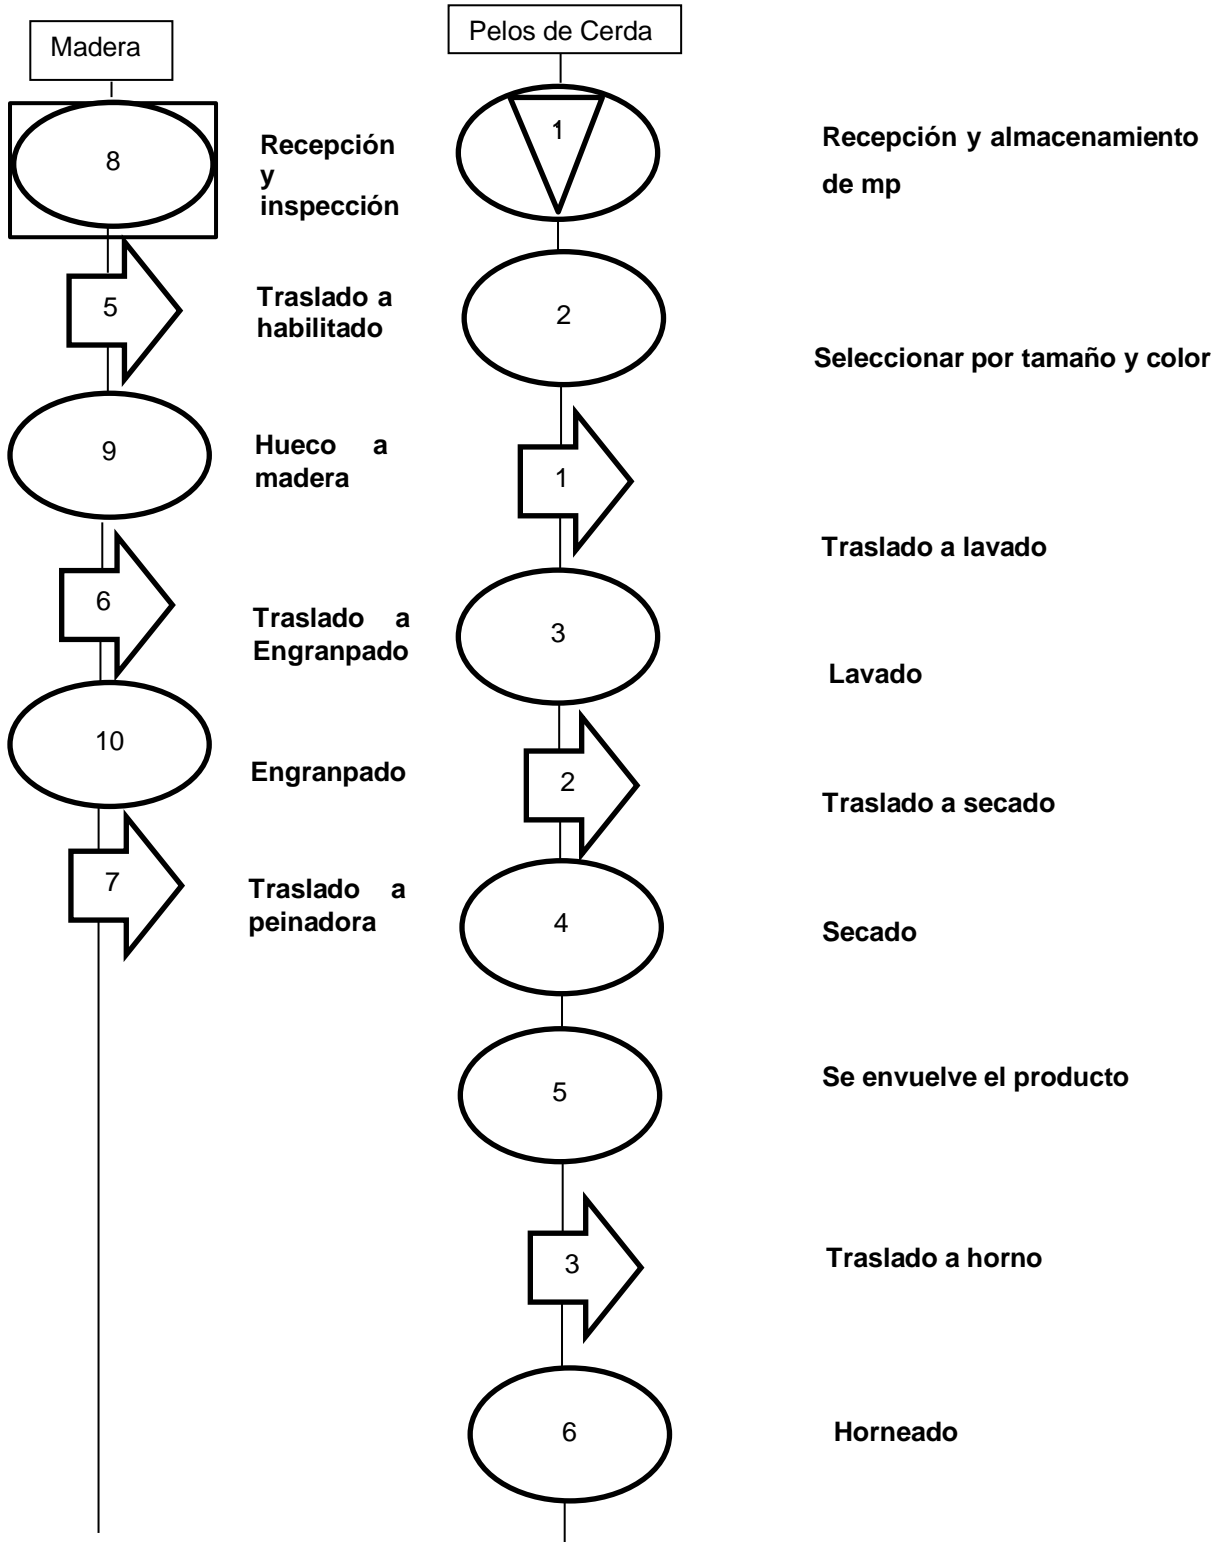 Madera
8
Recepción
y
inspección
5
Traslado a
habilitado
9
Hueco a
madera
6
Traslado a
Engranpado
10
Engranpado
7
Traslado a
peinadora
Pelos de Cerda
1
Recepción y almacenamiento
de mp
2
Seleccionar por tamaño y color
1
Traslado a lavado
3
Lavado
2
Traslado a secado
4
Secado
5
Se envuelve el producto
3
Traslado a horno
6
Horneado